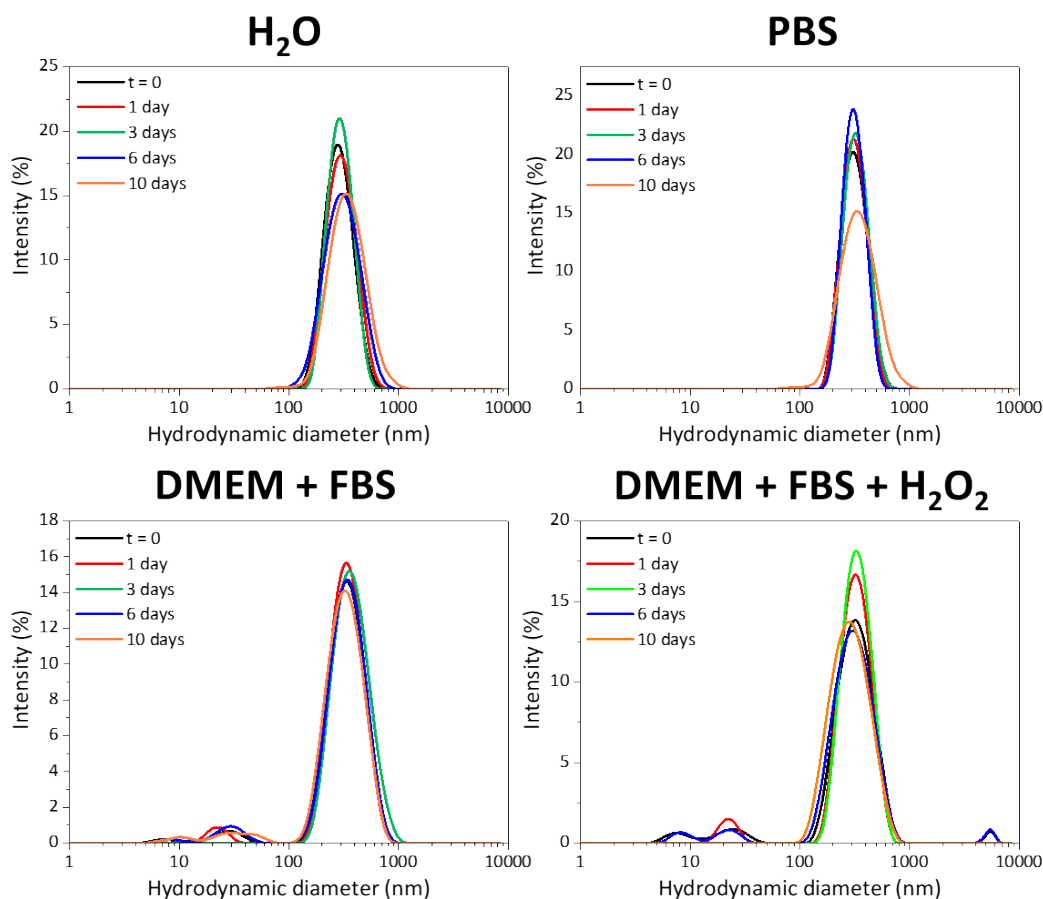 H₂O
25
20
15
10
5
0
Intensity (%)
t = 0
1 day
3 days
6 days
10 days
1 10 100 1000 10000
Hydrodynamic diameter (nm)
PBS
25
20
15
10
5
0
Intensity (%)
t = 0
1 day
3 days
6 days
10 days
1 10 100 1000 10000
Hydrodynamic diameter (nm)
DMEM + FBS
18
16
14
12
10
8
6
4
2
0
Intensity (%)
t = 0
1 day
3 days
6 days
10 days
1 10 100 1000 10000
Hydrodynamic diameter (nm)
DMEM + FBS + H₂O₂
20
15
10
5
0
Intensity (%)
t = 0
1 day
3 days
6 days
10 days
1 10 100 1000 10000
Hydrodynamic diameter (nm)